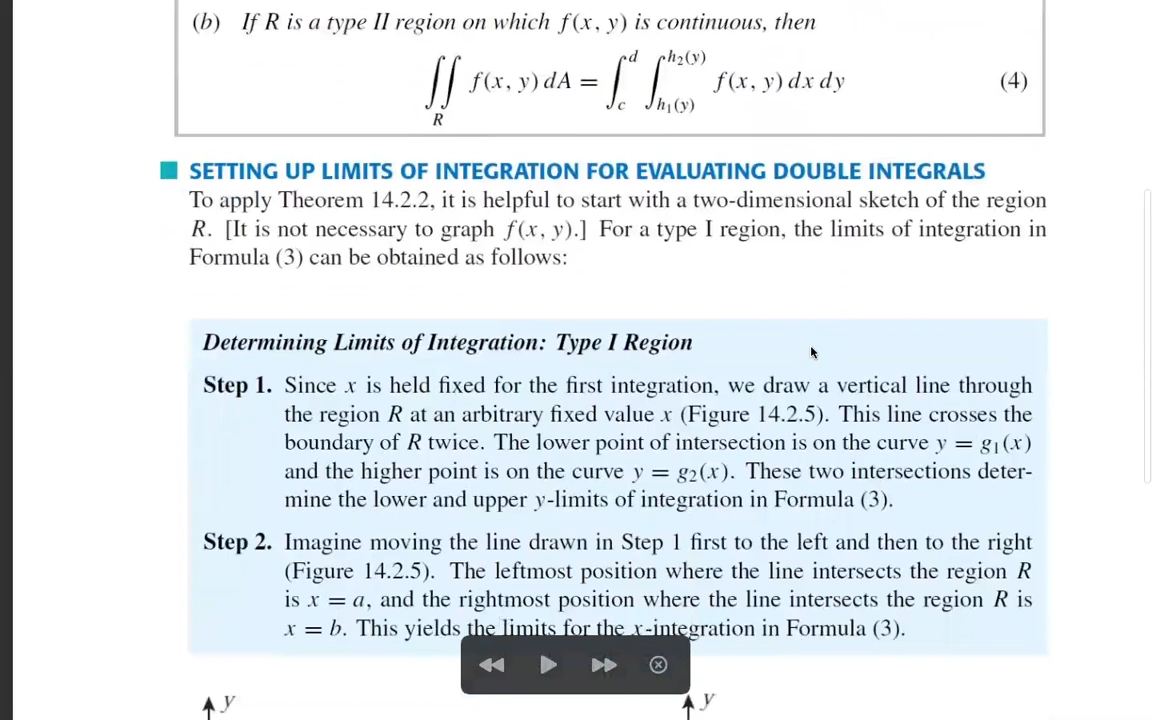 (b) If R is a type II region on which f(x, y) is continuous, then
∬_R f(x, y) dA = ∫_c^d ∫_{h₁(y)}^{h₂(y)} f(x, y) dx dy (4)
SETTING UP LIMITS OF INTEGRATION FOR EVALUATING DOUBLE INTEGRALS
To apply Theorem 14.2.2, it is helpful to start with a two-dimensional sketch of the region
R. [It is not necessary to graph f(x, y).] For a type I region, the limits of integration in
Formula (3) can be obtained as follows:
Determining Limits of Integration: Type I Region
Step 1. Since x is held fixed for the first integration, we draw a vertical line through
the region R at an arbitrary fixed value x (Figure 14.2.5). This line crosses the
boundary of R twice. The lower point of intersection is on the curve y = g₁(x)
and the higher point is on the curve y = g₂(x). These two intersections deter-
mine the lower and upper y-limits of integration in Formula (3).
Step 2. Imagine moving the line drawn in Step 1 first to the left and then to the right
(Figure 14.2.5). The leftmost position where the line intersects the region R
is x = a, and the rightmost position where the line intersects the region R is
x = b. This yields the limits for the x-integration in Formula (3).
y y